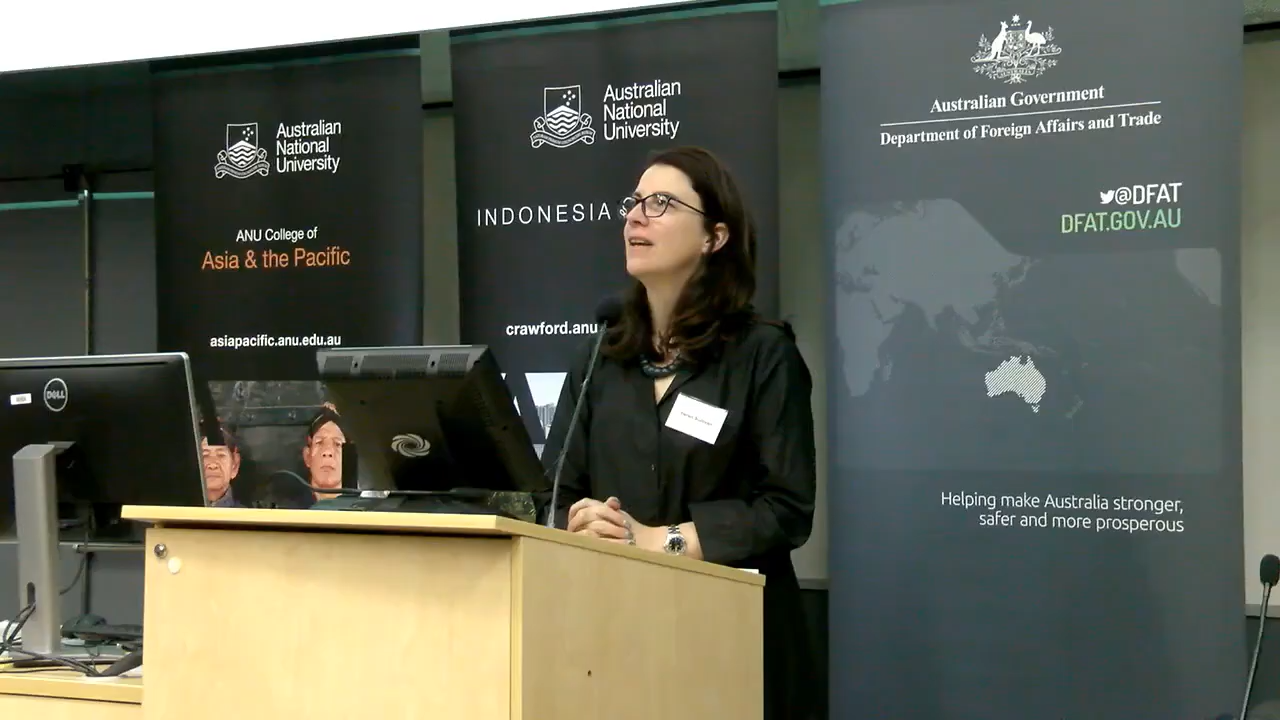 Australian
National
University
ANU College of
Asia & the Pacific
asiapacific.anu.edu.au
DELL
Australian
National
University
INDONESIA
crawford.anu
Australian Government
Department of Foreign Affairs and Trade
@DFAT
DFAT.GOV.AU
Helping make Australia stronger,
safer and more prosperous